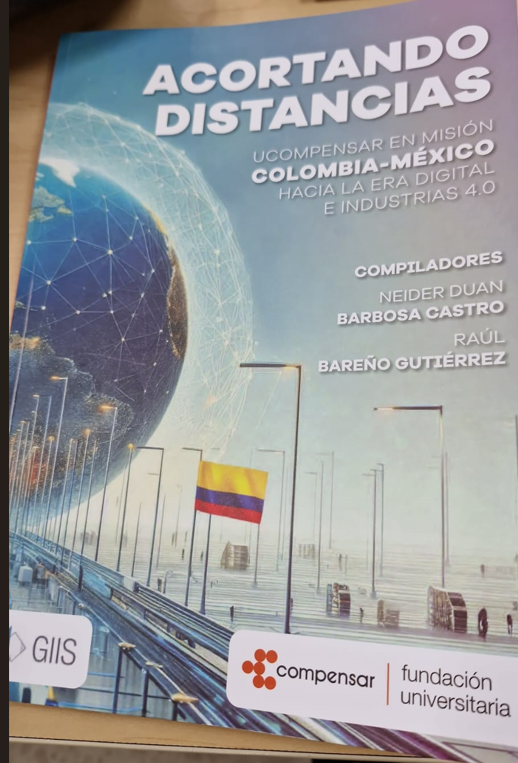 ACORTANDO
DISTANCIAS
UCOMPENSAR EN MISIÓN
COLOMBIA-MÉXICO
HACIA LA ERA DIGITAL
E INDUSTRIAS 4.0
COMPILADORES
NEIDER DUAN
BARBOSA CASTRO
RAÚL
BAREÑO GUTIÉRREZ
GIIS
compensar
fundación
universitaria